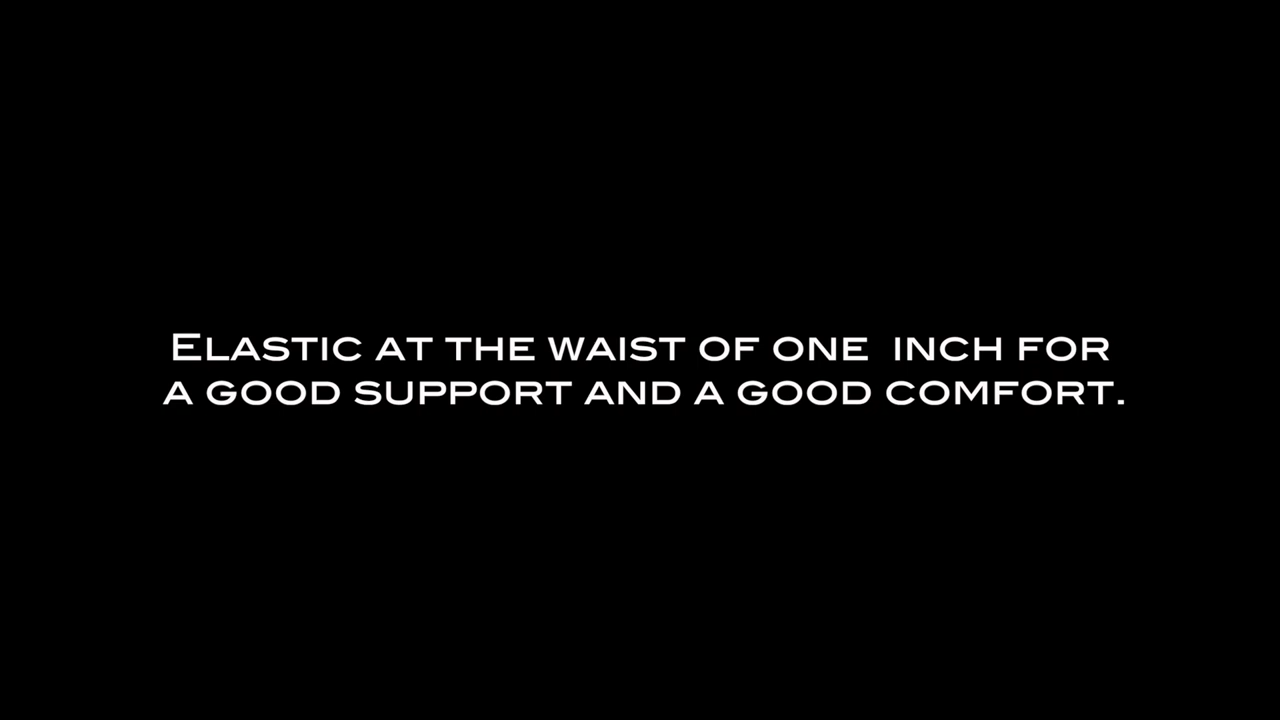 Elastic at the waist of one  inch for
a good support and a good comfort.